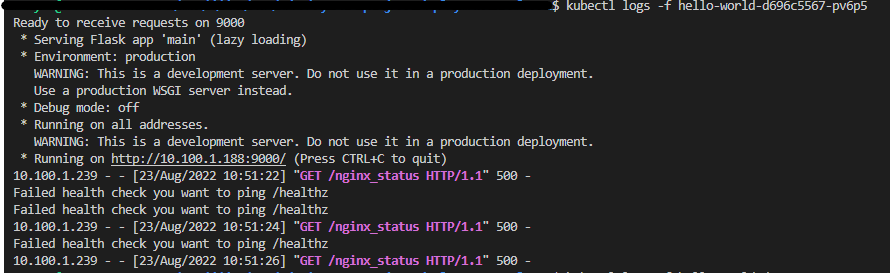 $ kubectl logs -f hello-world-d696c5567-pv6p5
Ready to receive requests on 9000
 * Serving Flask app 'main' (lazy loading)
 * Environment: production
   WARNING: This is a development server. Do not use it in a production deployment.
   Use a production WSGI server instead.
 * Debug mode: off
 * Running on all addresses.
   WARNING: This is a development server. Do not use it in a production deployment.
 * Running on http://10.100.1.188:9000/ (Press CTRL+C to quit)
10.100.1.239 - - [23/Aug/2022 10:51:22] "GET /nginx_status HTTP/1.1" 500 -
Failed health check you want to ping /healthz
Failed health check you want to ping /healthz
10.100.1.239 - - [23/Aug/2022 10:51:24] "GET /nginx_status HTTP/1.1" 500 -
Failed health check you want to ping /healthz
10.100.1.239 - - [23/Aug/2022 10:51:26] "GET /nginx_status HTTP/1.1" 500 -